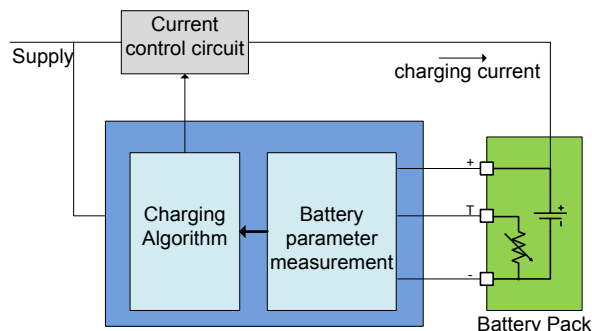 Current
control circuit
Supply
charging current
+
T
-
+
-
Charging
Algorithm
Battery
parameter
measurement
Battery Pack